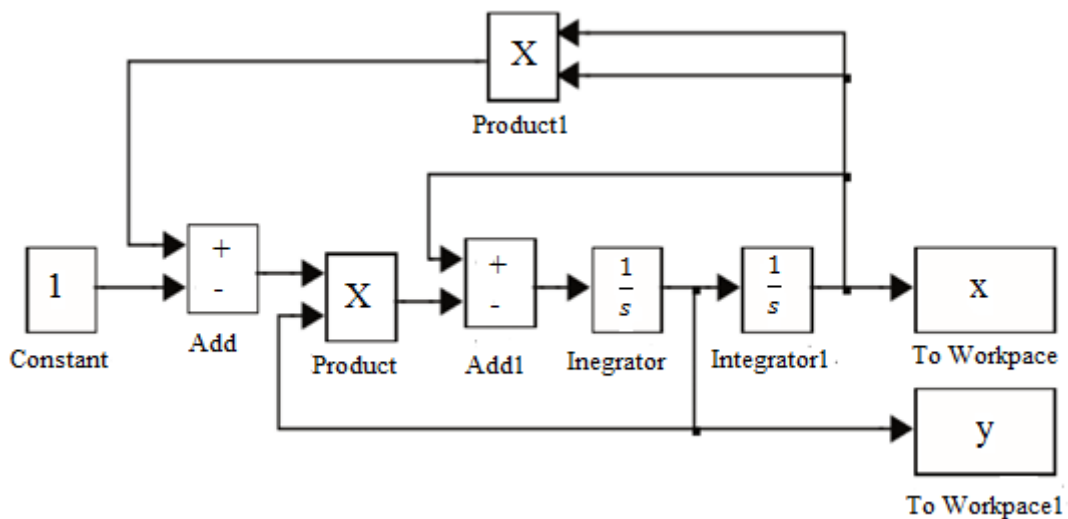 X
Product1
+
-
Add
1
Constant
X
Product
+
-
Add1
1
s
Inegrator
1
s
Integrator1
x
To Workpace
y
To Workpace1